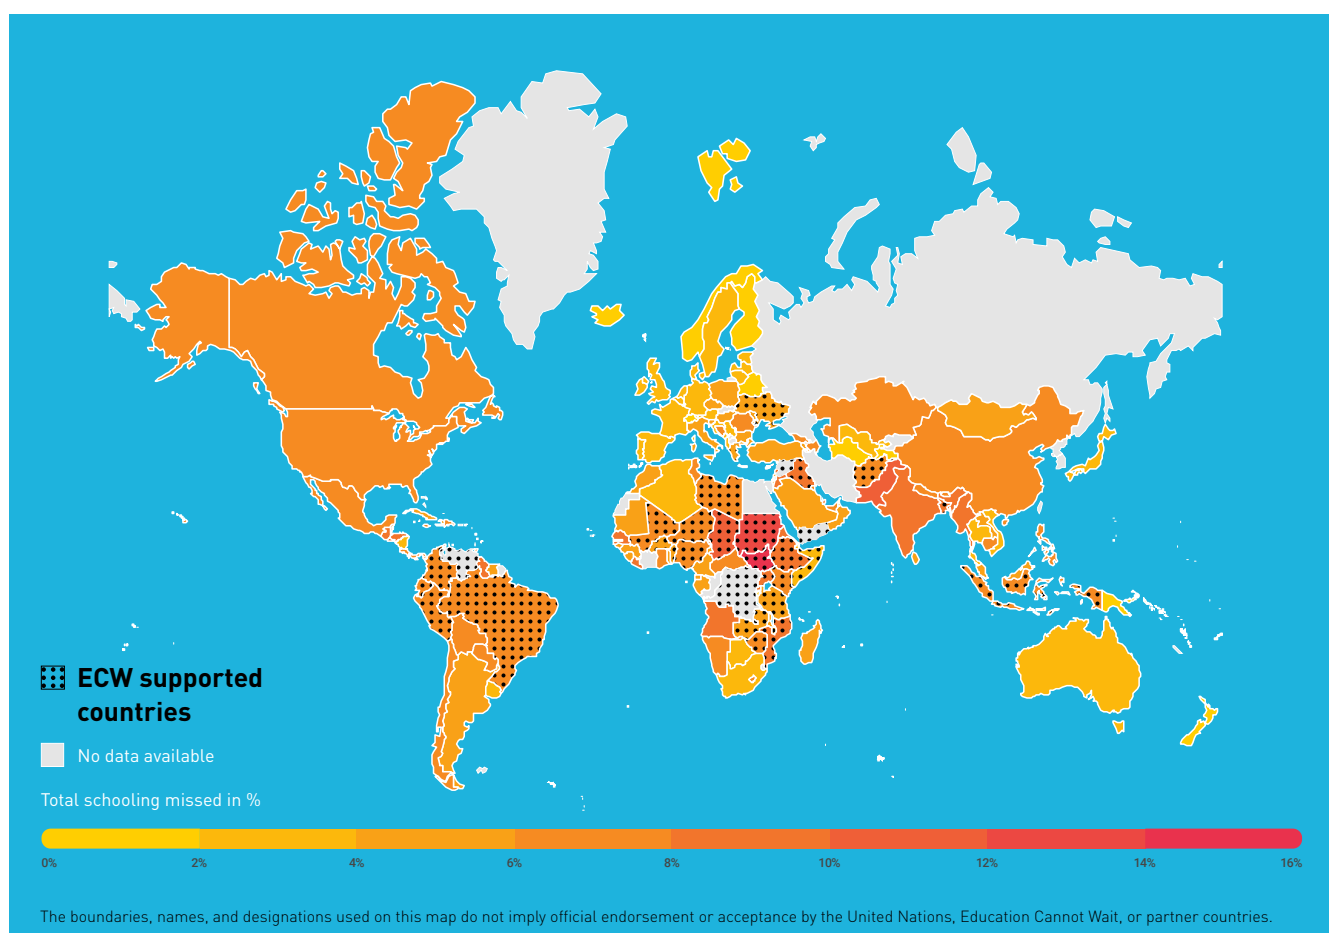 ECW supported
countries
No data available
Total schooling missed in %
0% 2% 4% 6% 8% 10% 12% 14% 16%
The boundaries, names, and designations used on this map do not imply official endorsement or acceptance by the United Nations, Education Cannot Wait, or partner countries.